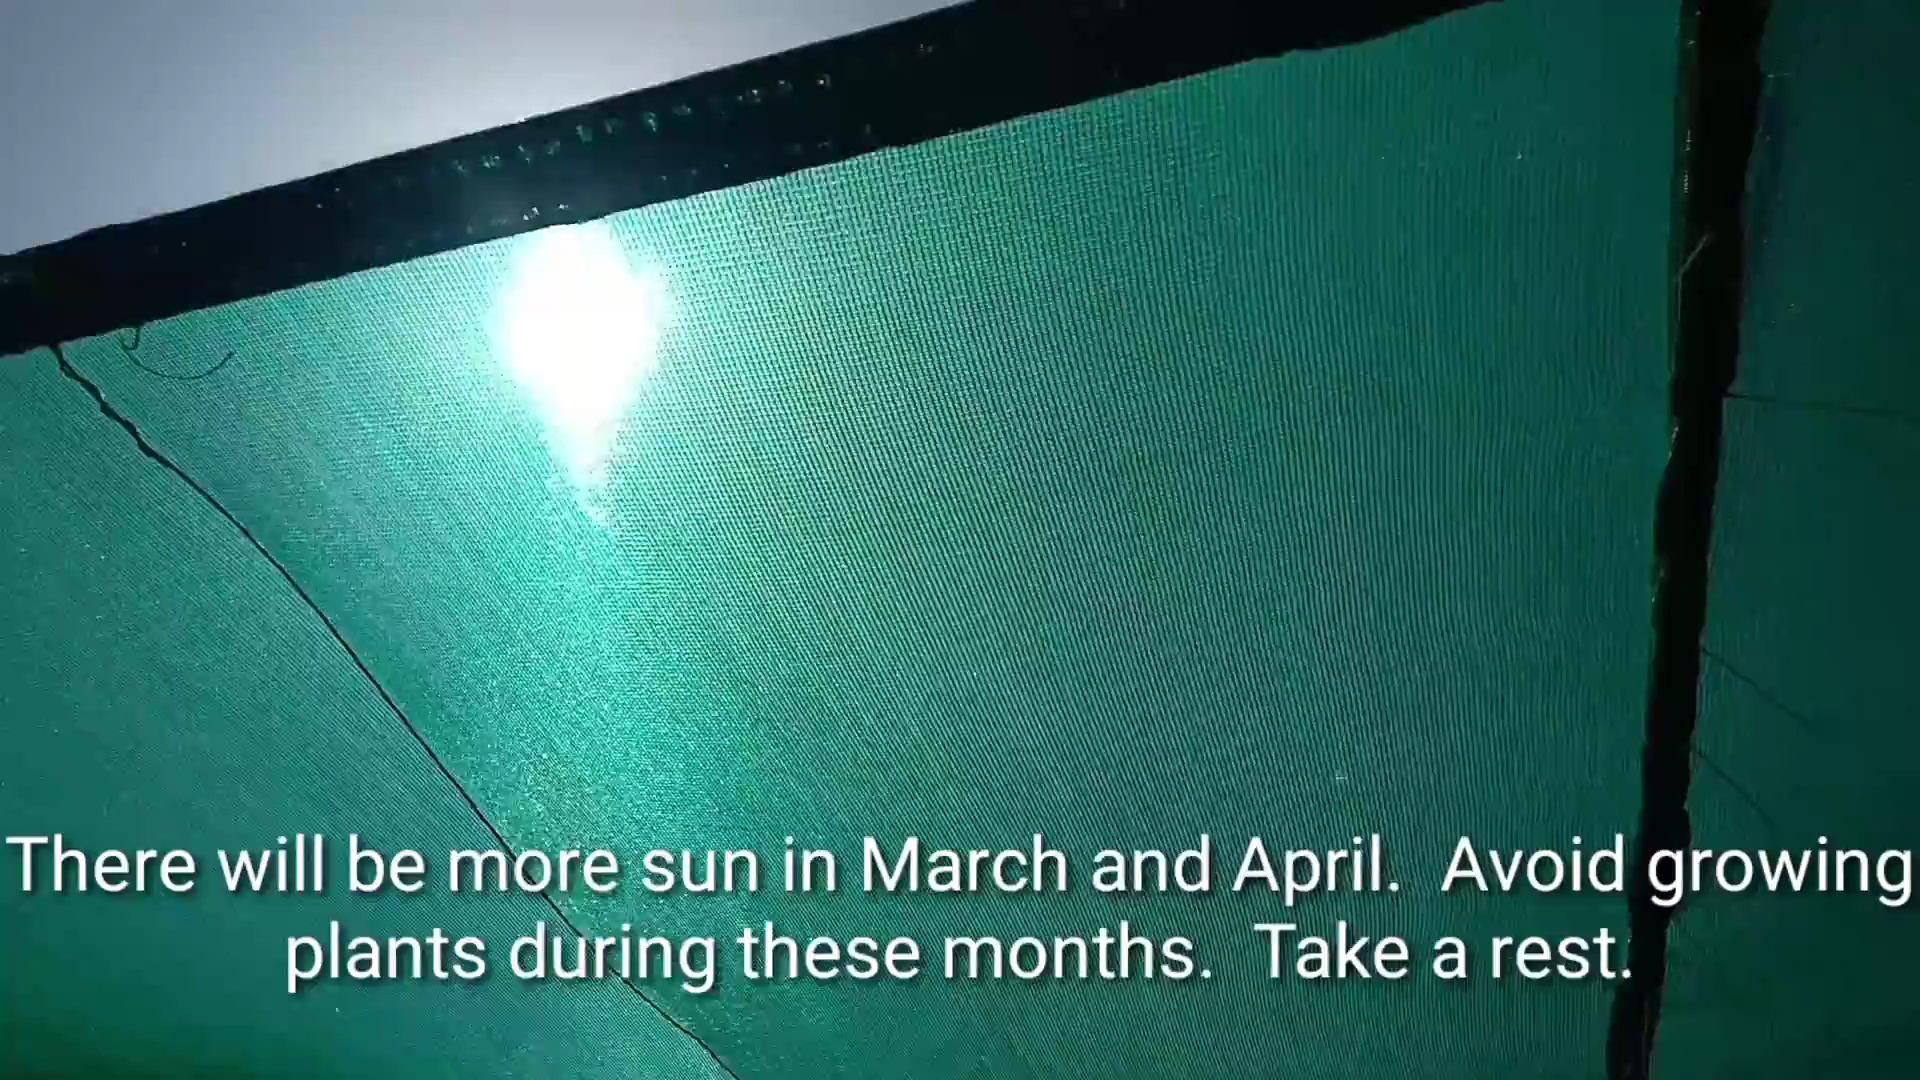 There will be more sun in March and April.  Avoid growing
plants during these months.  Take a rest.